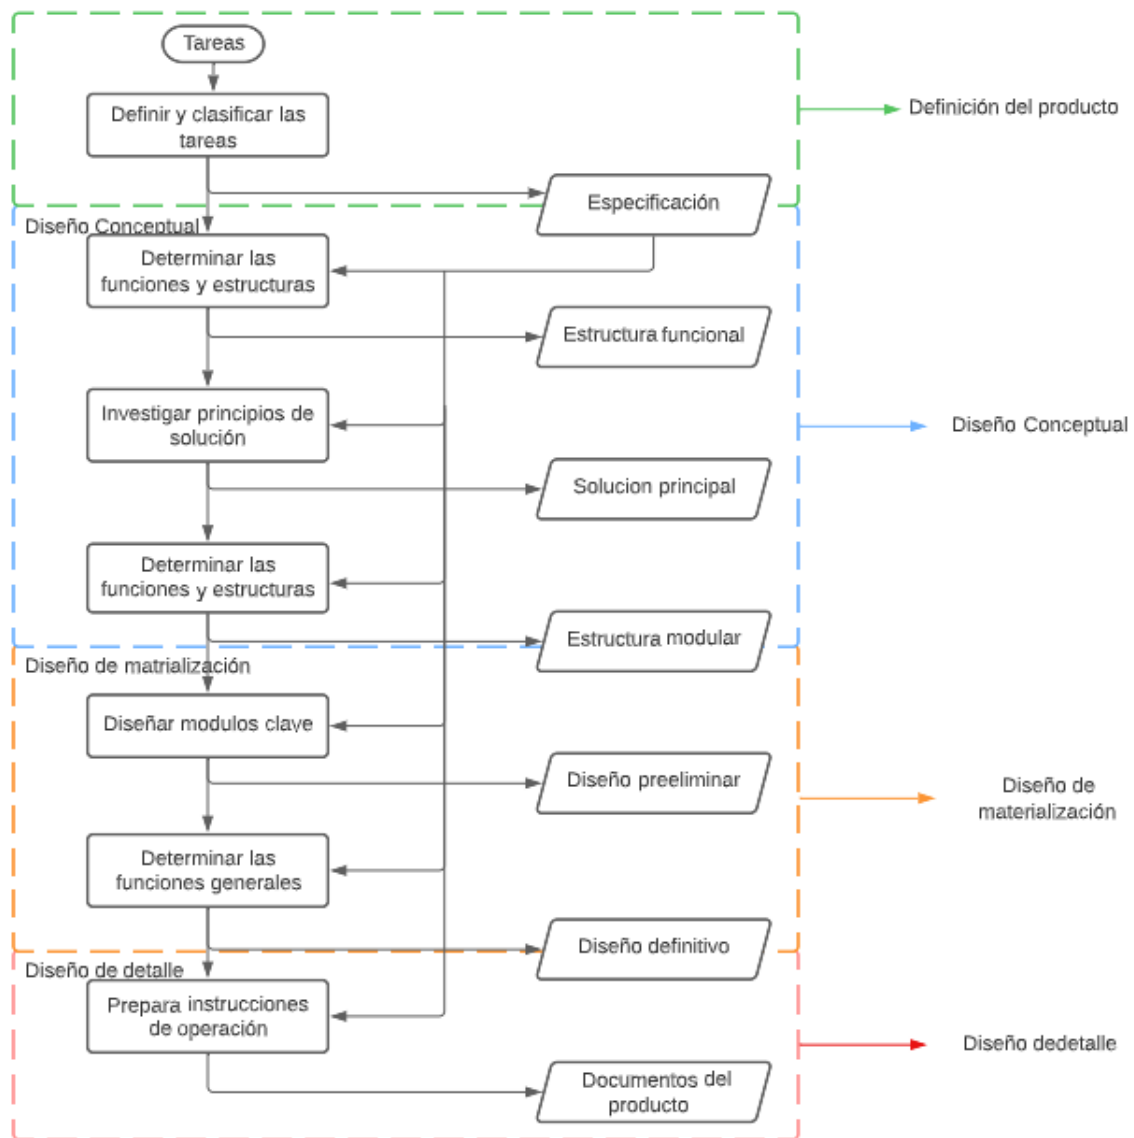 Tareas
Definir y clasificar las
tareas
Definición del producto
Especificación
Diseño Conceptual
Determinar las
funciones y estructuras
Estructura funcional
Investigar principios de
solución
Diseño Conceptual
Solucion principal
Determinar las
funciones y estructuras
Estructura modular
Diseño de matrialización
Diseñar modulos clave
Diseño preeliminar
Diseño de
materialización
Determinar las
funciones generales
Diseño definitivo
Diseño de detalle
Prepara instrucciones
de operación
Diseño dedetalle
Documentos del
producto